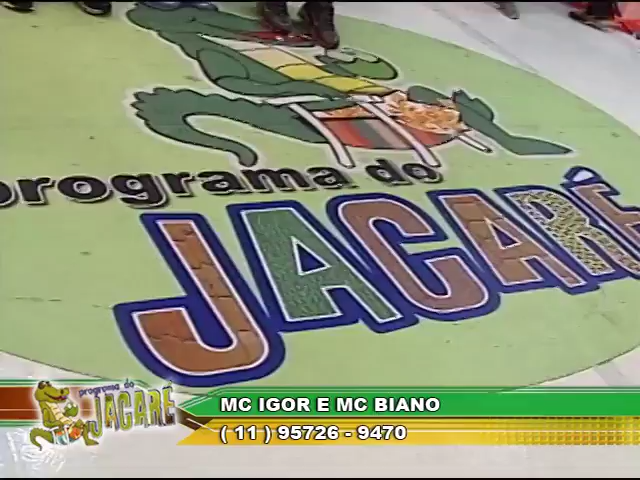 programa do
JACARÉ
programa do
JACARÉ
MC IGOR E MC BIANO
( 11 ) 95726 - 9470